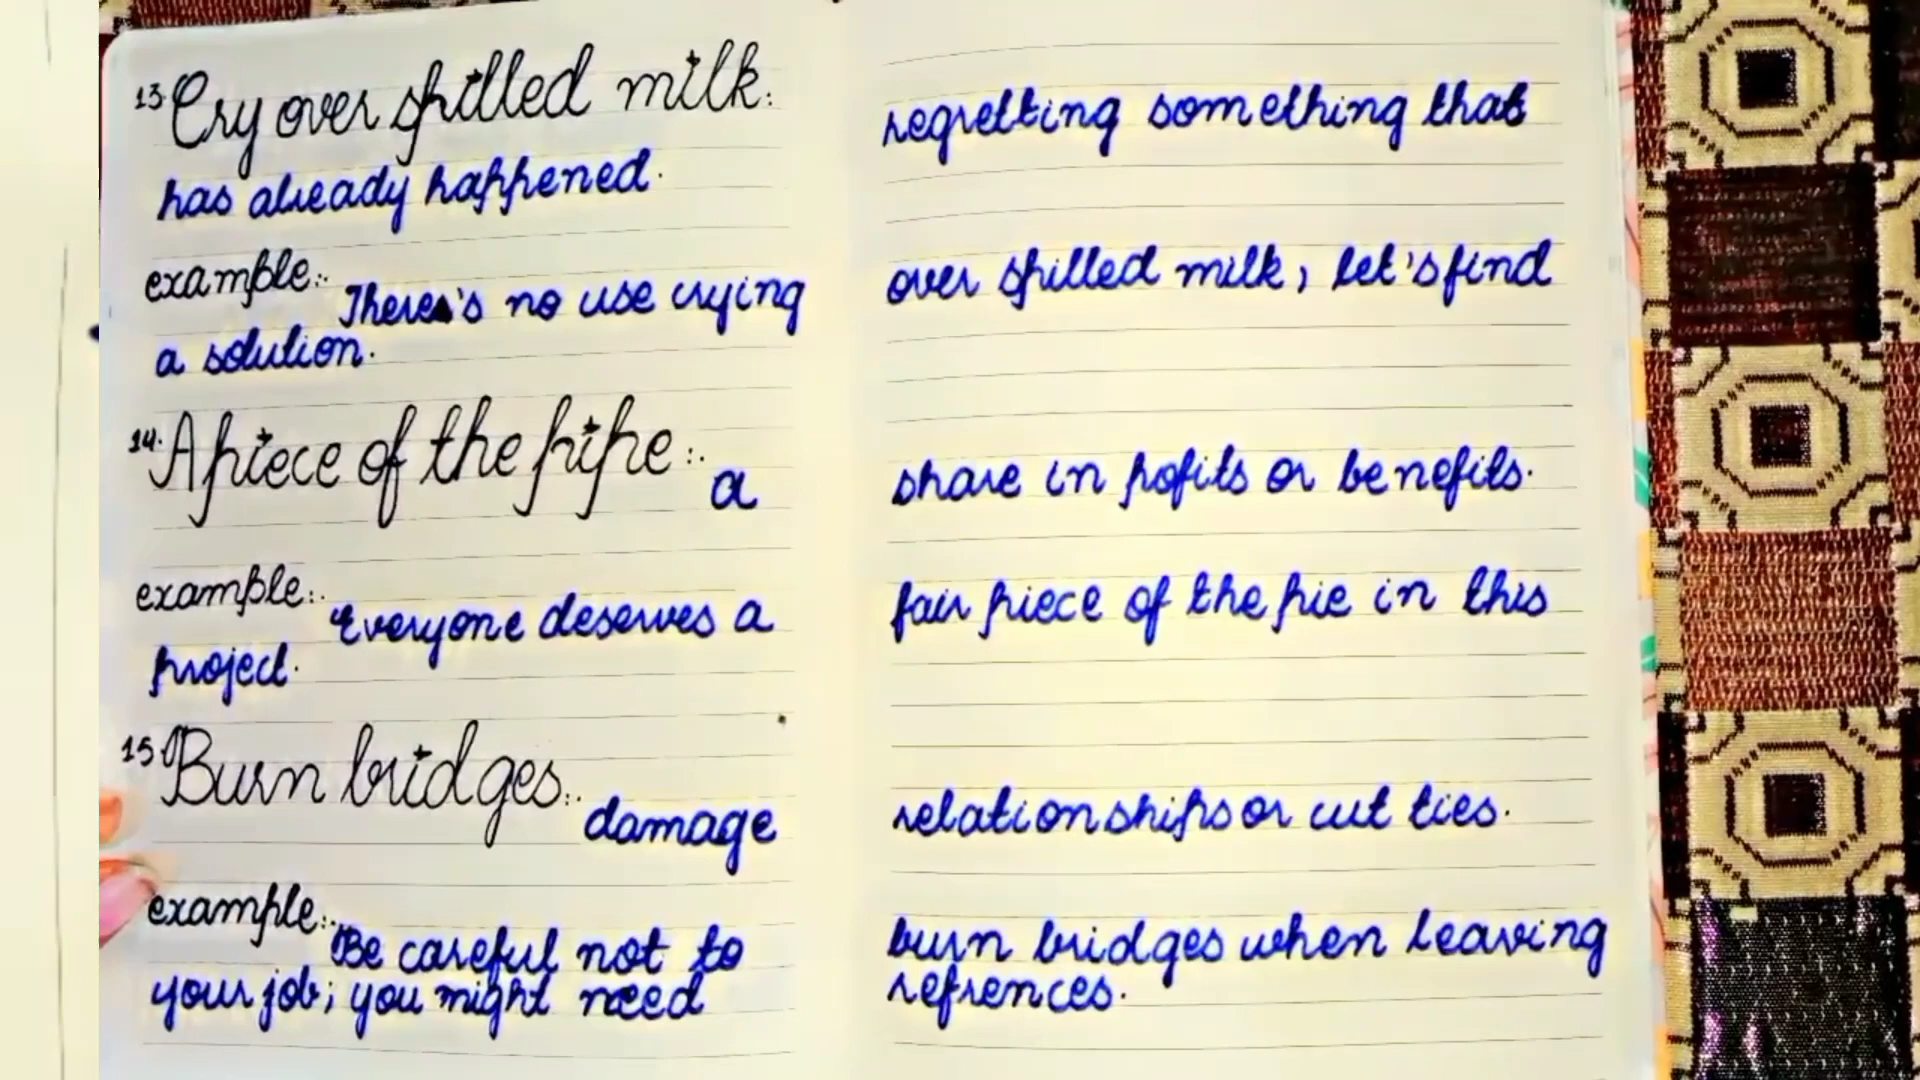 13. Cry over spilled milk:. regretting something that
has already happened.
example:. There's no use crying over spilled milk, let's find
a solution.
14. A piece of the pipe:. a share in pofits or benefits.
example:. Everyone deserves a fair piece of the pie in this
project.
15. Burn bridges:. damage relationships or cut ties.
example:. Be careful not to burn bridges when leaving
your job; you might need refrences.